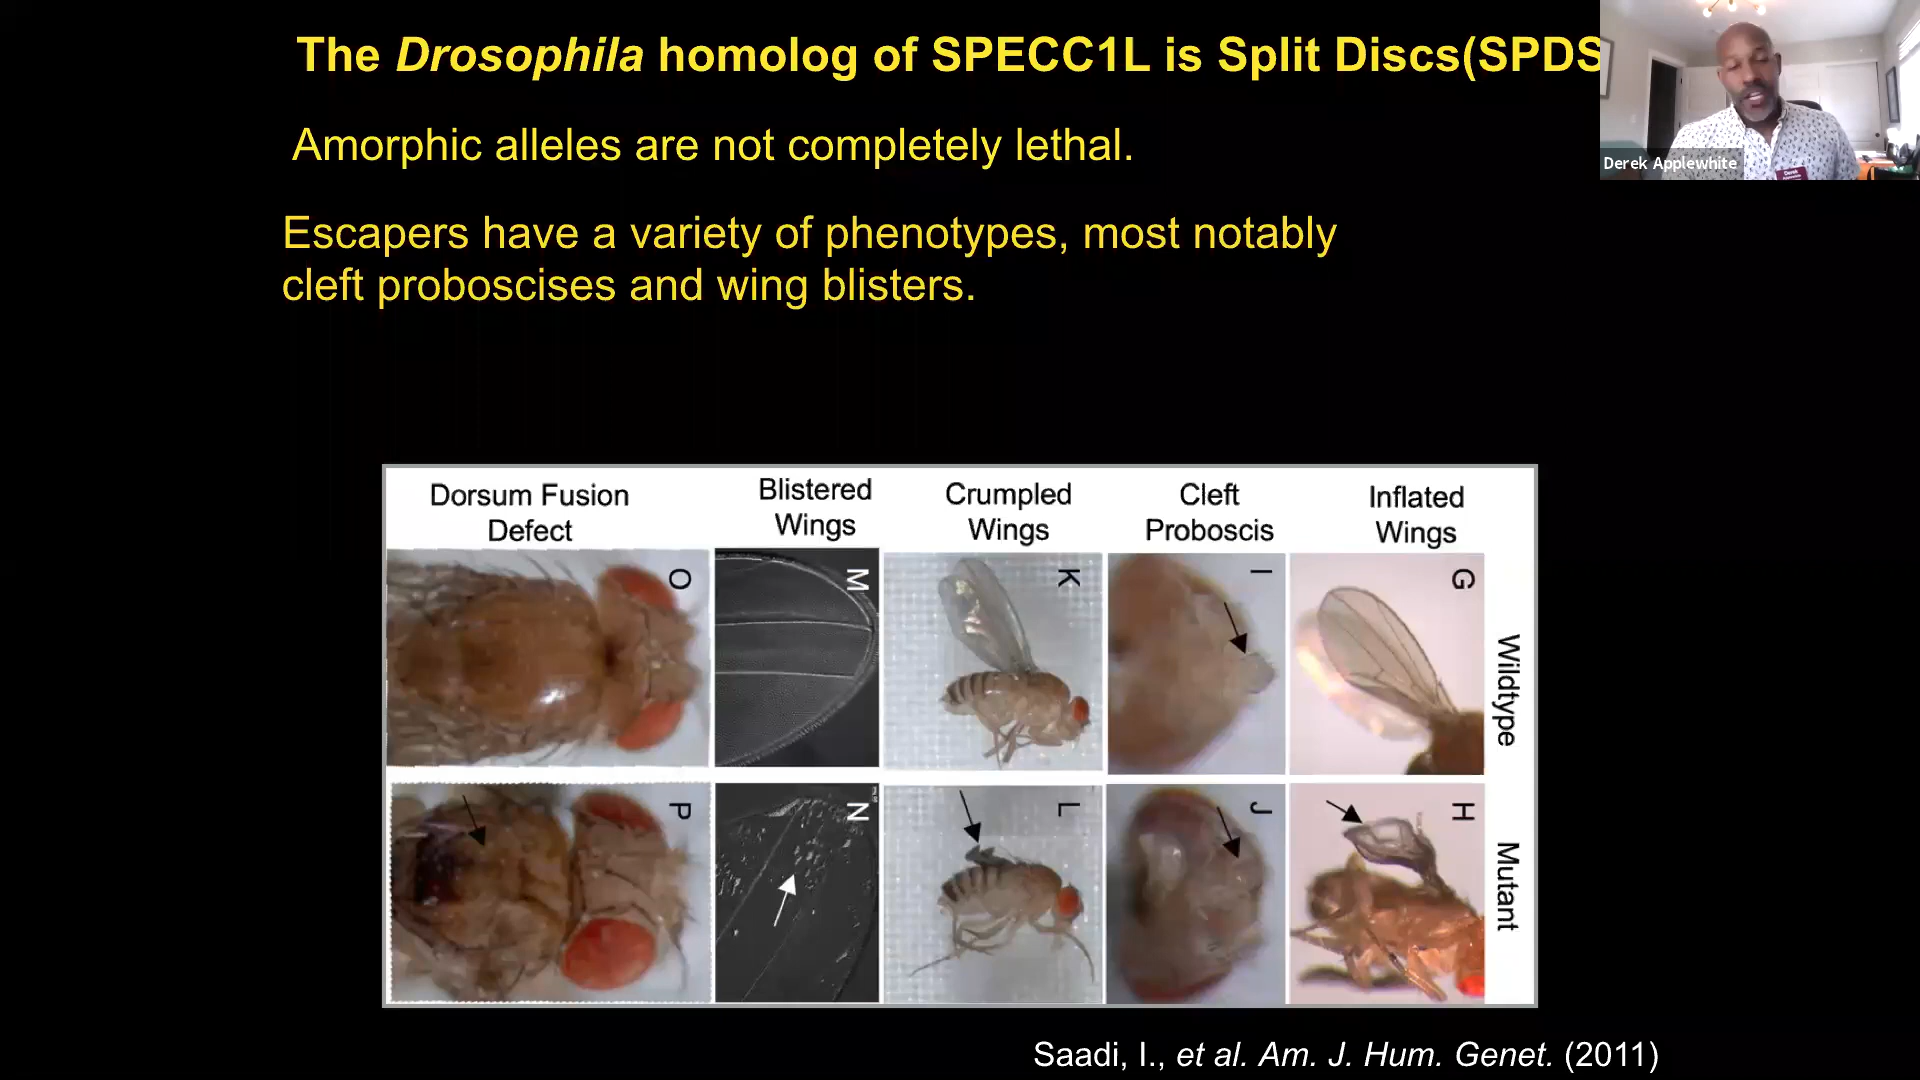 The Drosophila homolog of SPECC1L is Split Discs(SPDS
Derek Applewhite
Amorphic alleles are not completely lethal.
Escapers have a variety of phenotypes, most notably
cleft proboscises and wing blisters.
Dorsum Fusion
Defect
Blistered
Wings
Crumpled
Wings
Cleft
Proboscis
Inflated
Wings
O
M
K
I
G
Wildtype
P
N
L
J
H
Mutant
Saadi, I., et al. Am. J. Hum. Genet. (2011)